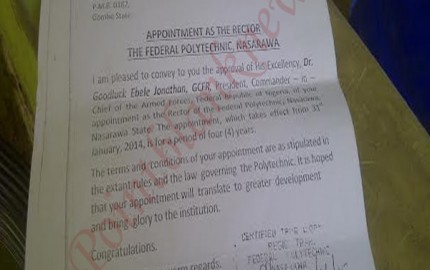 P.M.B. 0182,
Gombe State
APPOINTMENT AS THE RECTOR
THE FEDERAL POLYTECHNIC, NASARAWA
I am pleased to convey to you the approval of His Excellency, Dr.
Goodluck Ebele Jonathan, GCFR, President, Commander – in –
Chief of the Armed Forces, Federal Republic of Nigeria, of your
appointment as the Rector of the Federal Polytechnic, Nasarawa,
Nasarawa State. The appointment, which takes effect from 31st
January, 2014, is for a period of four (4) years.
The terms and conditions of your appointment are as stipulated in
the extant rules and the law governing the Polytechnic. It is hoped
that your appointment will translate to greater development
and bring glory to the institution.
Congratulations.
CERTIFIED TRUE COPY
FEDERAL POLYTECHNIC
NASARAWA
regards.